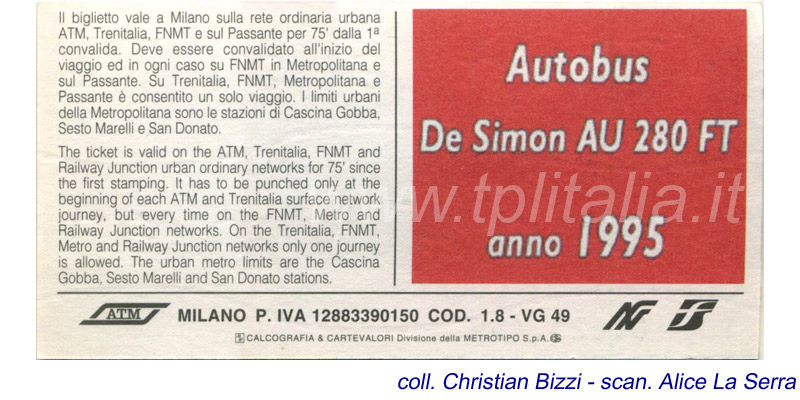 Il biglietto vale a Milano sulla rete ordinaria urbana
ATM, Trenitalia, FNMT e sul Passante per 75' dalla 1ª
convalida. Deve essere convalidato all'inizio del
viaggio ed in ogni caso su FNMT in Metropolitana e
sul Passante. Su Trenitalia, FNMT, Metropolitana e
Passante è consentito un solo viaggio. I limiti urbani
della Metropolitana sono le stazioni di Cascina Gobba,
Sesto Marelli e San Donato.
The ticket is valid on the ATM, Trenitalia, FNMT and
Railway Junction urban ordinary networks for 75' since
the first stamping. It has to be punched only at the
beginning of each ATM and Trenitalia surface network
journey, but every time on the FNMT, Metro and
Railway Junction networks. On the Trenitalia, FNMT,
Metro and Railway Junction networks only one journey
is allowed. The urban metro limits are the Cascina
Gobba, Sesto Marelli and San Donato stations.
Autobus
De Simon AU 280 FT
anno 1995
www.tplitalia.it
ATM MILANO P. IVA 12883390150 COD. 1.8 - VG 49
CALCOGRAFIA & CARTEVALORI Divisione della METROTIPO S.p.A.
coll. Christian Bizzi - scan. Alice La Serra